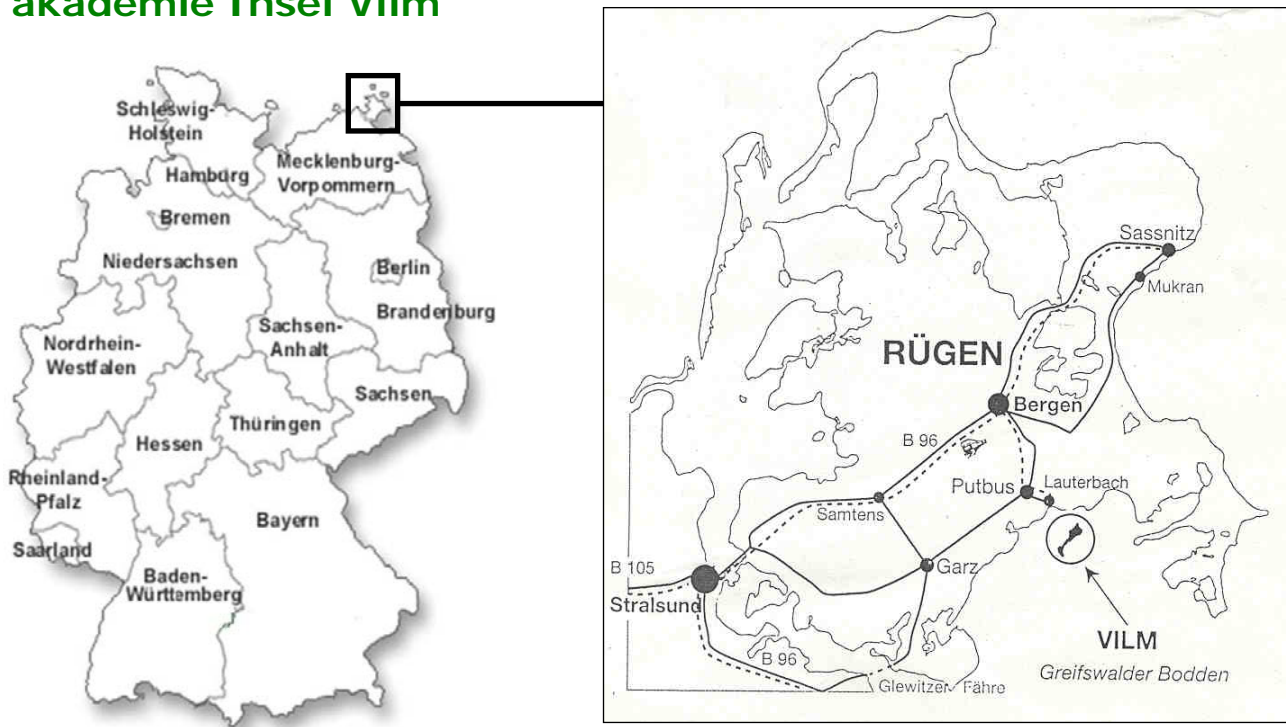 akademie Insel Vilm
Schleswig-
Holstein
Hamburg
Mecklenburg-
Vorpommern
Bremen
Niedersachsen
Berlin
Brandenburg
Sachsen-
Anhalt
Nordrhein-
Westfalen
Sachsen
Thüringen
Hessen
Rheinland-
Pfalz
Bayern
Saarland
Baden-
Württemberg
Sassnitz
Mukran
RÜGEN
Bergen
B 96
Putbus
Lauterbach
Samtens
Garz
B 105
Stralsund
VILM
Greifswalder Bodden
B 96
Glewitzer Fähre